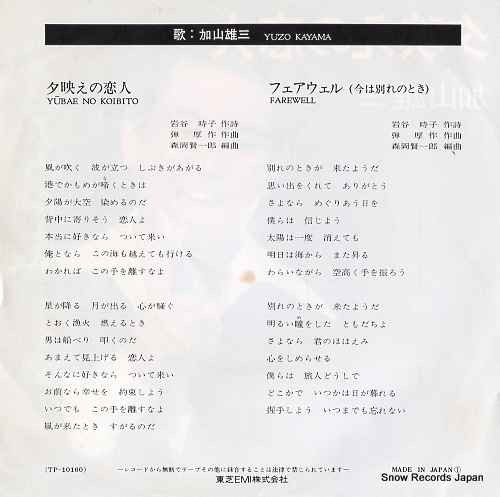 歌：加山雄三 YUZO KAYAMA
夕映えの恋人
YŪBAE NO KOIBITO
岩谷 時子 作詩
弾 厚作 作曲
森岡賢一郎 編曲
風が吹く 波が立つ しぶきがあがる
港でかもめが啼くときは
夕陽が大空 染めるのだ
背中に寄りそう 恋人よ
本当に好きなら ついて来い
俺となら この海も越えても行ける
わかれば この手を離すなよ
星が降る 月が出る 心が騒ぐ
とおく漁火 燃えるとき
男は船べり 叩くのだ
あまえて見上げる 恋人よ
そんなに好きなら ついて来い
お前なら幸せを 約束しよう
いつでも この手を離すなよ
嵐が来たとき すがるのだ
フェアウェル (今は別れのとき)
FAREWELL
岩谷 時子 作詩
弾 厚作 作曲
森岡賢一郎 編曲
別れのときが 来たようだ
思い出をくれて ありがとう
さよなら めぐりあう日を
僕らは 信じよう
太陽は一度 消えても
明日は海から また昇る
わらいながら 空高く手を振ろう
別れのときが 来たようだ
明るい瞳をした ともだちよ
さよなら 君のほほえみ
心をしめらせる
僕らは 旅人どうしで
どこかで いつかは日が暮れる
握手しよう いつまでも忘れない
(TP-10160)
―レコードから無断でテープその他に録音することは法律で禁じられています―
MADE IN JAPAN①
東芝EMI株式会社
Snow Records Japan